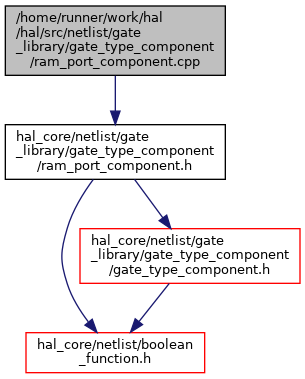 /home/runner/work/hal
/hal/src/netlist/gate
_library/gate_type_component
/ram_port_component.cpp
hal_core/netlist/gate
_library/gate_type_component
/ram_port_component.h
hal_core/netlist/gate
_library/gate_type_component
/gate_type_component.h
hal_core/netlist/boolean
_function.h